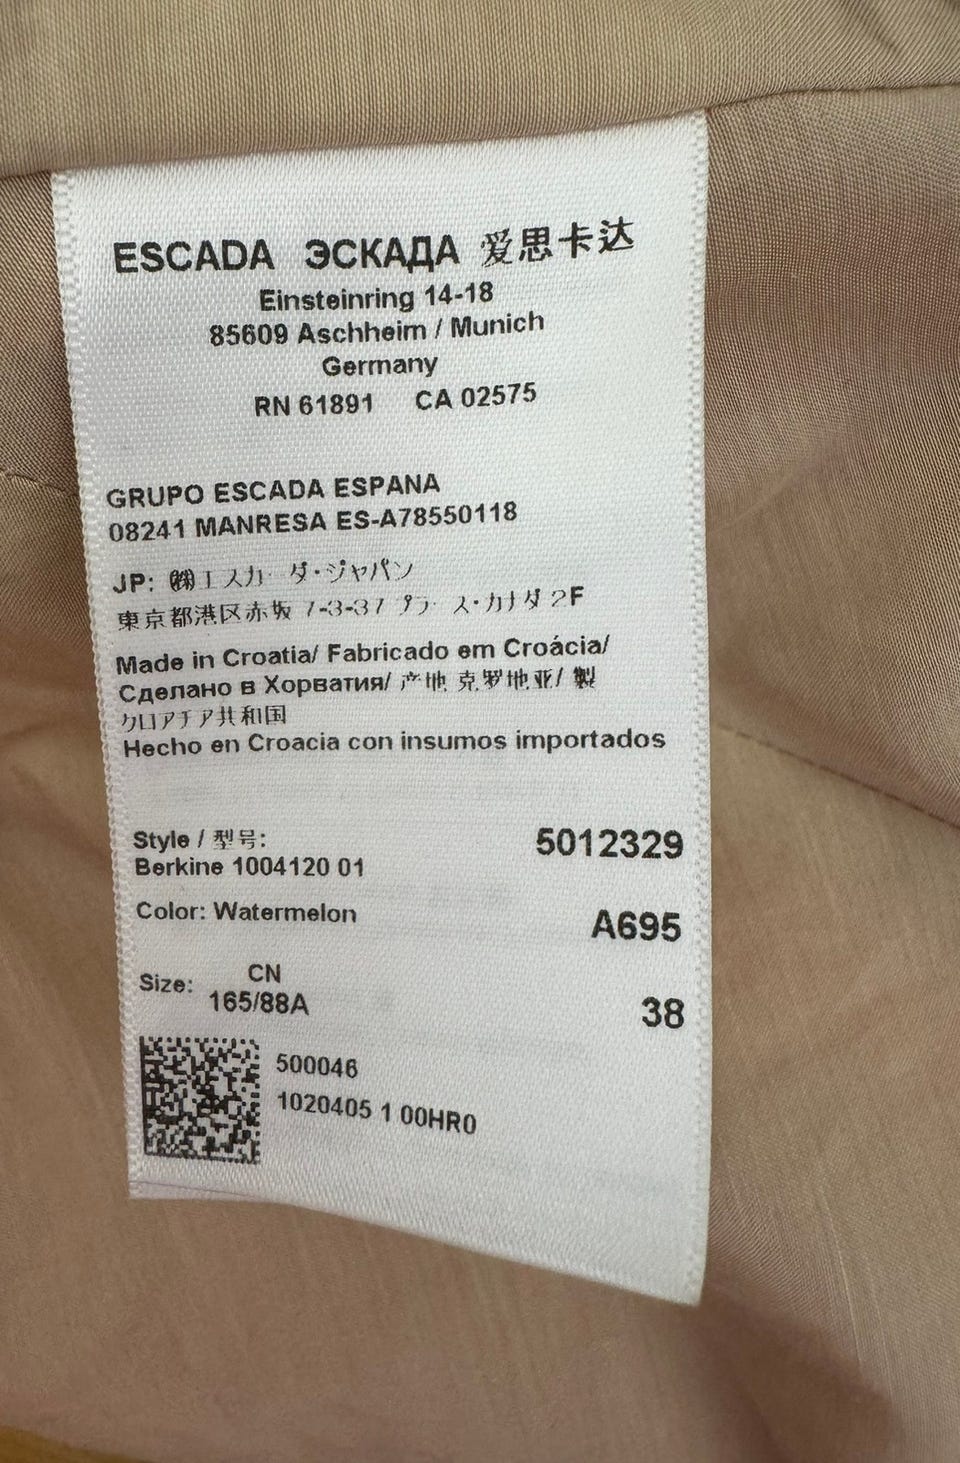 ESCADA ЭСКАДА 爱思卡达
Einsteinring 14-18
85609 Aschheim / Munich
Germany
RN 61891 CA 02575
GRUPO ESCADA ESPANA
08241 MANRESA ES-A78550118
JP: ㈱エスカーダ・ジャパン
東京都港区赤坂 7-3-37 プラース・カナダ 2F
Made in Croatia/ Fabricado em Croácia/
Сделано в Хорватия/ 产地 克罗地亚/ 製
クロアチア共和国
Hecho en Croacia con insumos importados
Style / 型号: 5012329
Berkine 1004120 01
Color: Watermelon A695
Size: CN
165/88A 38
500046
1020405 1 00HR0